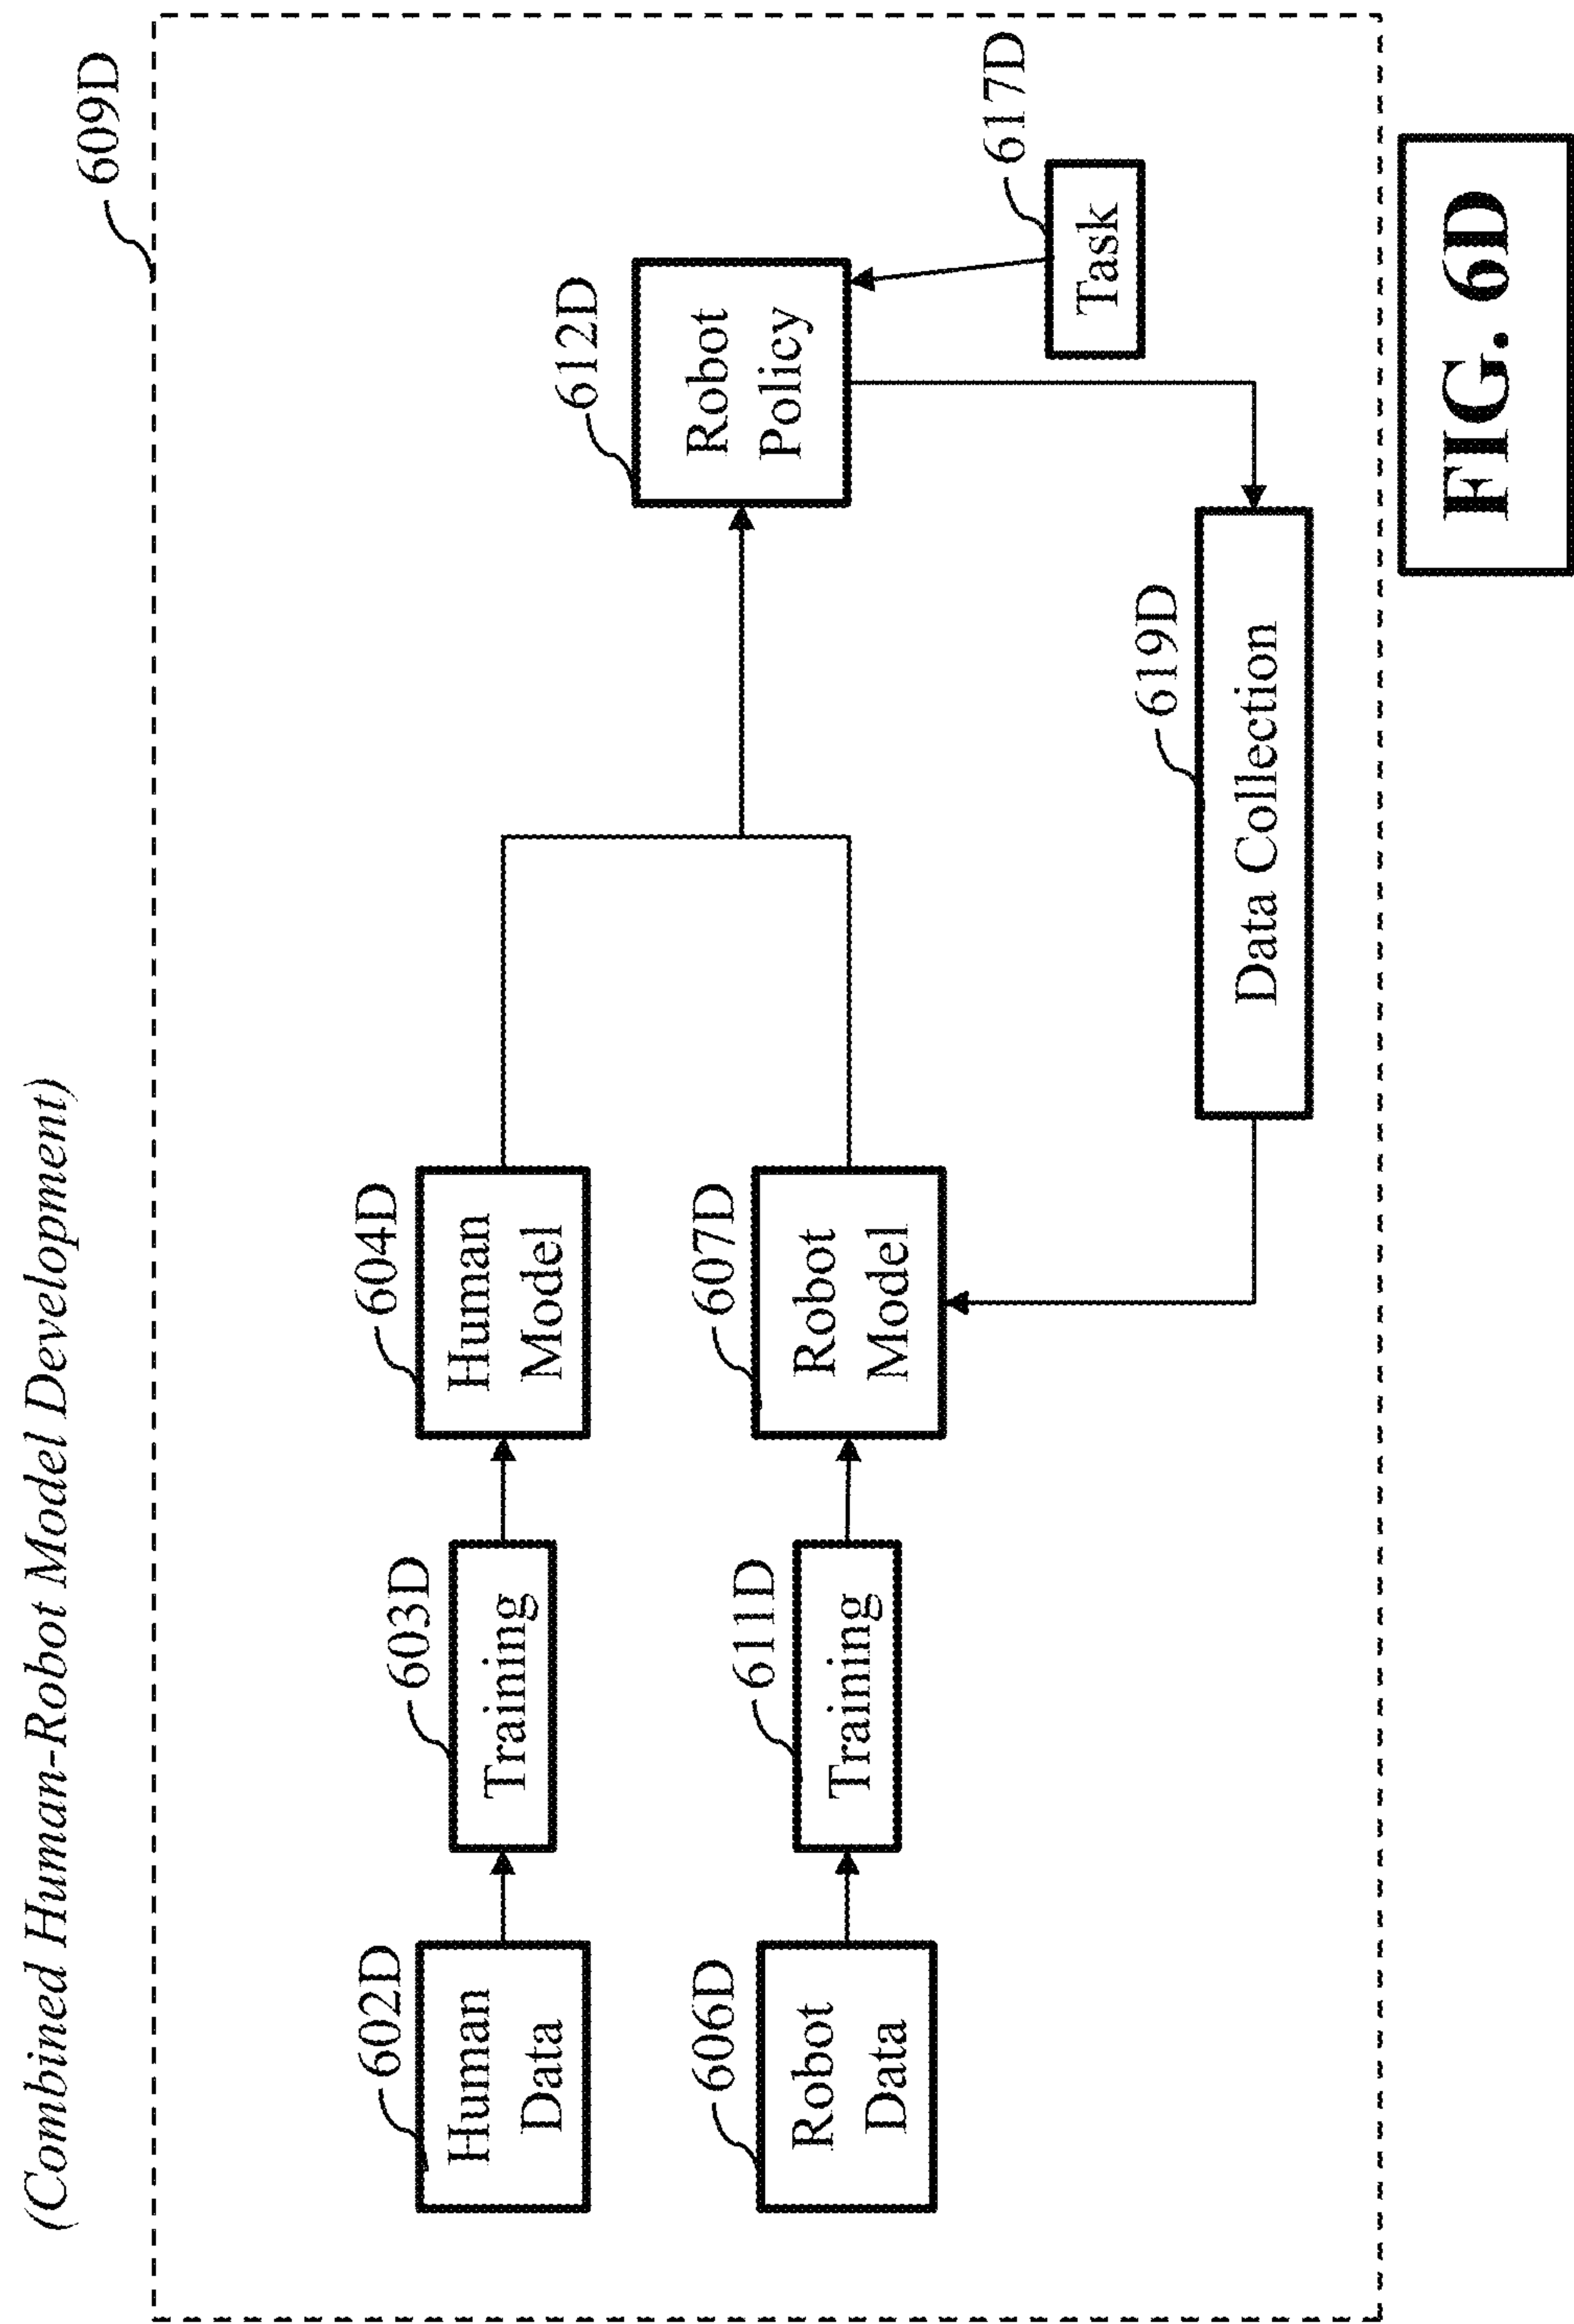 (Combined Human-Robot Model Development)
609D
602D
Human
Data
603D
Training
604D
Human
Model
612D
Robot
Policy
606D
Robot
Data
611D
Training
607D
Robot
Model
617D
Task
619D
Data Collection
FIG. 6D